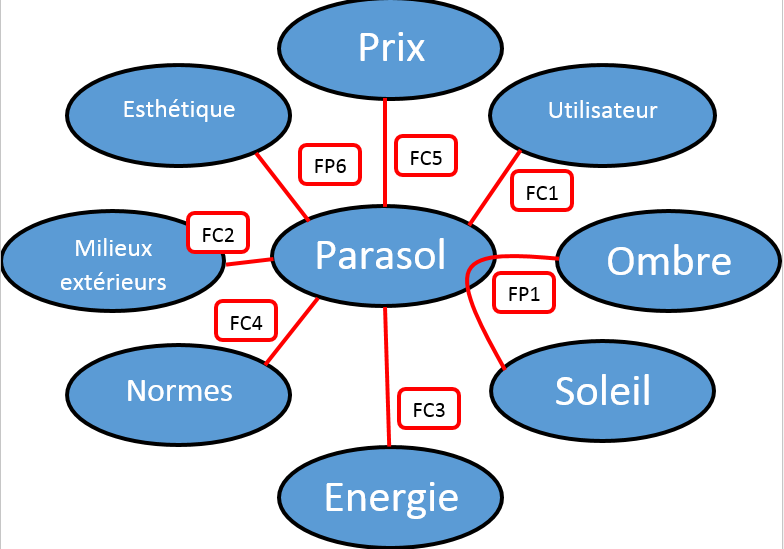 Prix
Esthétique
Utilisateur
FP6
FC5
FC1
FC2
Milieux
extérieurs
Parasol
Ombre
FP1
FC4
Normes
Soleil
FC3
Energie